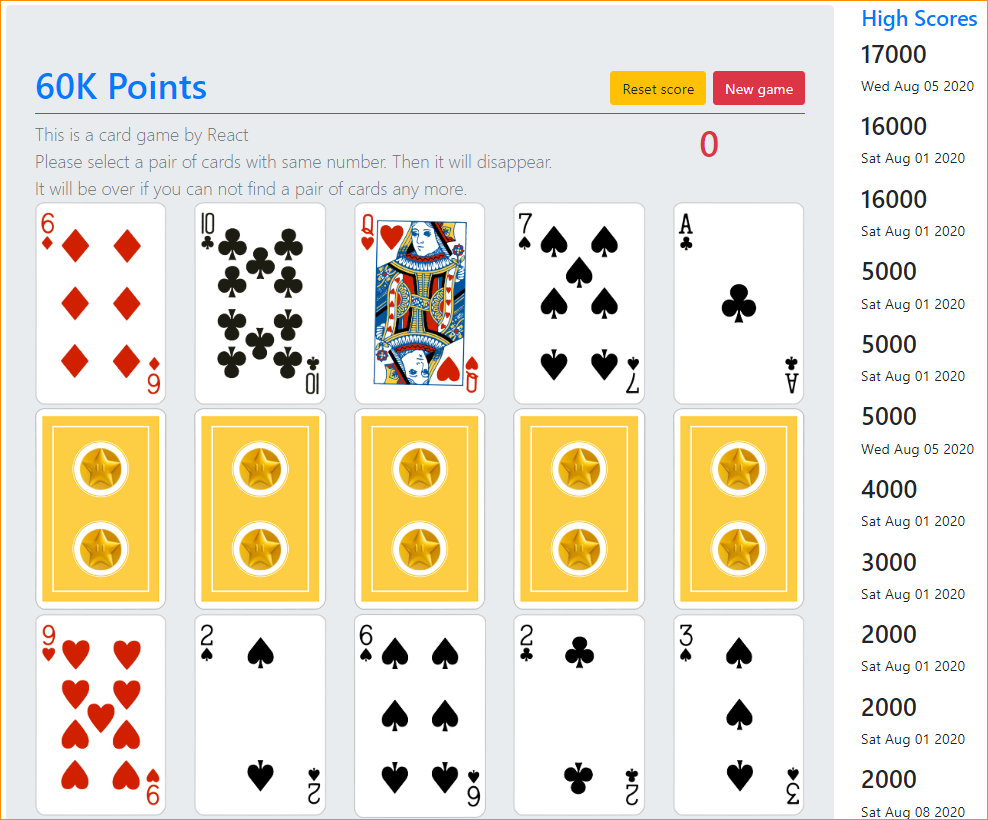 60K Points
Reset score
New game
This is a card game by React
0
Please select a pair of cards with same number. Then it will disappear.
It will be over if you can not find a pair of cards any more.
6
10
Q
7
A
6
10
Q
7
A
9
2
6
2
3
9
2
6
2
3
High Scores
17000
Wed Aug 05 2020
16000
Sat Aug 01 2020
16000
Sat Aug 01 2020
5000
Sat Aug 01 2020
5000
Sat Aug 01 2020
5000
Wed Aug 05 2020
4000
Sat Aug 01 2020
3000
Sat Aug 01 2020
2000
Sat Aug 01 2020
2000
Sat Aug 01 2020
2000
Sat Aug 08 2020